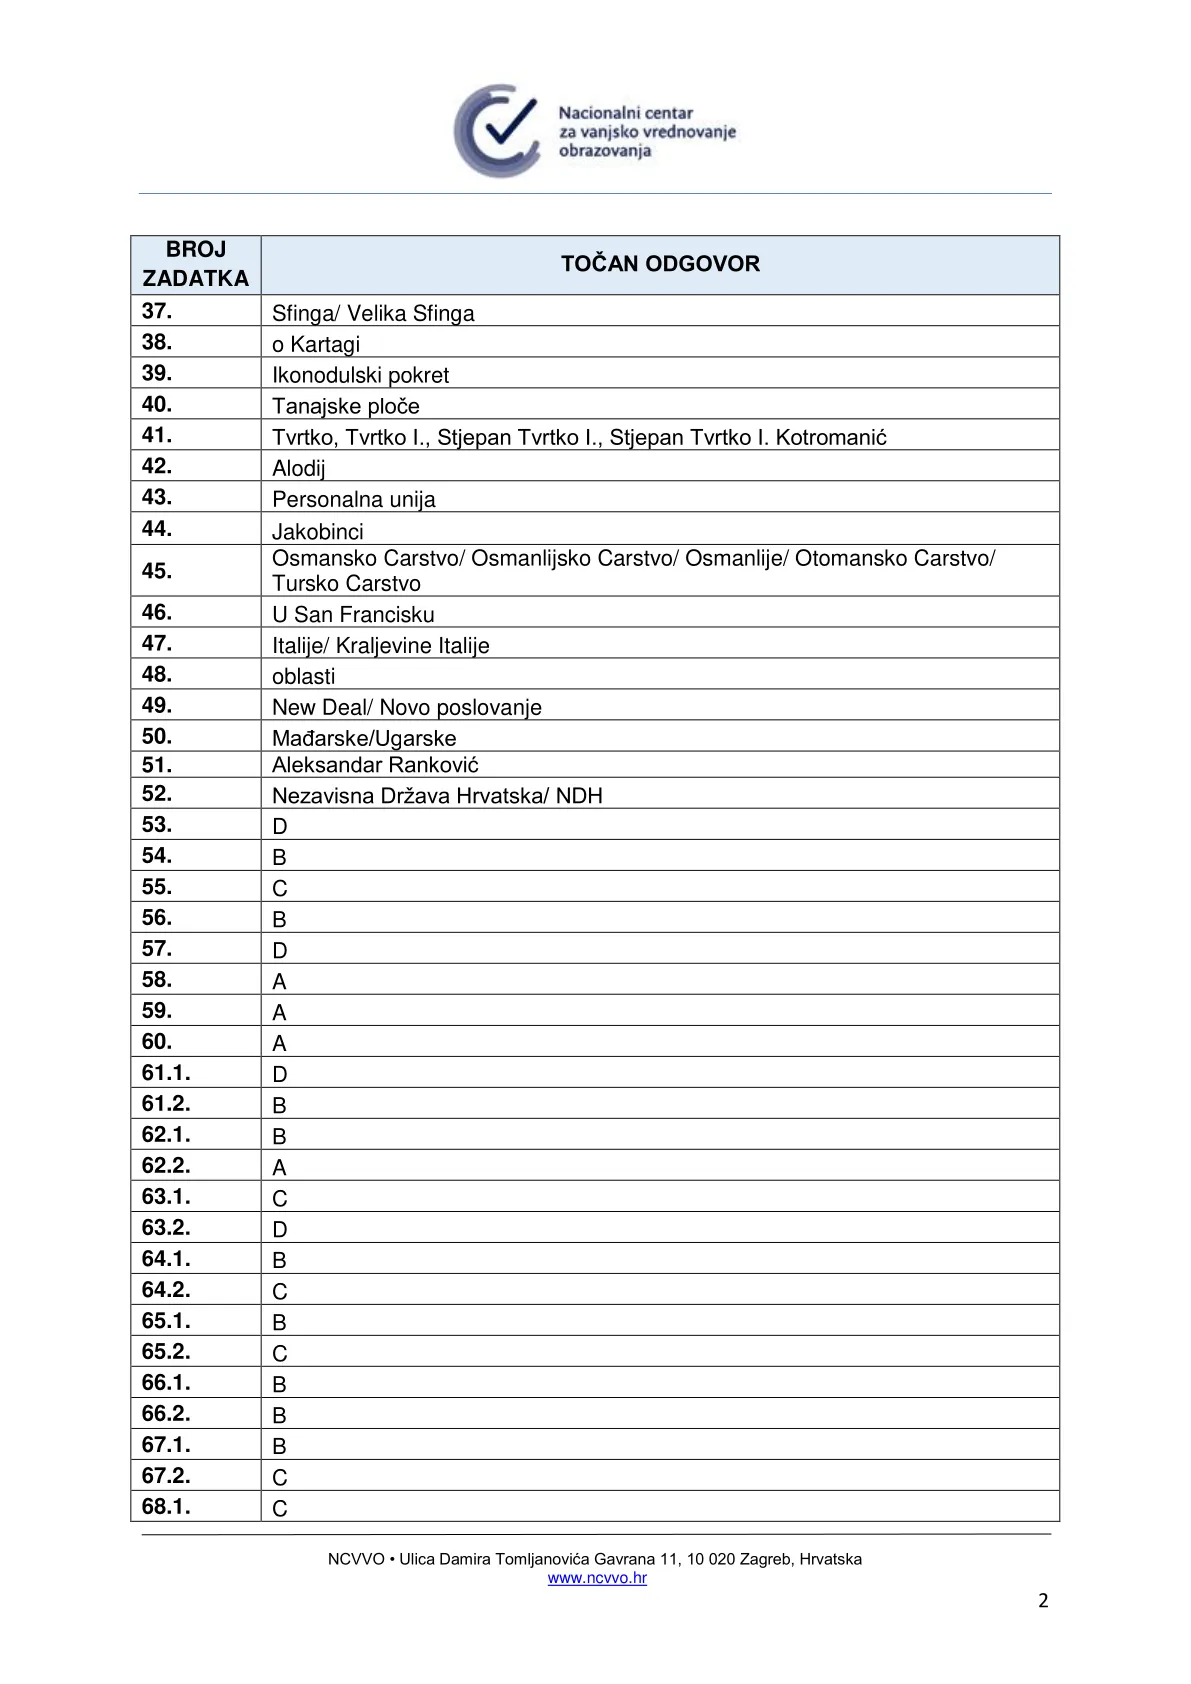 Nacionalni centar
za vanjsko vrednovanje
obrazovanja
BROJ ZADATKA TOČAN ODGOVOR
37. Sfinga/ Velika Sfinga
38. o Kartagi
39. Ikonodulski pokret
40. Tanajske ploče
41. Tvrtko, Tvrtko I., Stjepan Tvrtko I., Stjepan Tvrtko I. Kotromanić
42. Alodij
43. Personalna unija
44. Jakobinci
45. Osmansko Carstvo/ Osmanlijsko Carstvo/ Osmanlije/ Otomansko Carstvo/
Tursko Carstvo
46. U San Francisku
47. Italije/ Kraljevine Italije
48. oblasti
49. New Deal/ Novo poslovanje
50. Mađarske/Ugarske
51. Aleksandar Ranković
52. Nezavisna Država Hrvatska/ NDH
53. D
54. B
55. C
56. B
57. D
58. A
59. A
60. A
61.1. D
61.2. B
62.1. B
62.2. A
63.1. C
63.2. D
64.1. B
64.2. C
65.1. B
65.2. C
66.1. B
66.2. B
67.1. B
67.2. C
68.1. C
NCVVO • Ulica Damira Tomljanovića Gavrana 11, 10 020 Zagreb, Hrvatska
www.ncvvo.hr
2